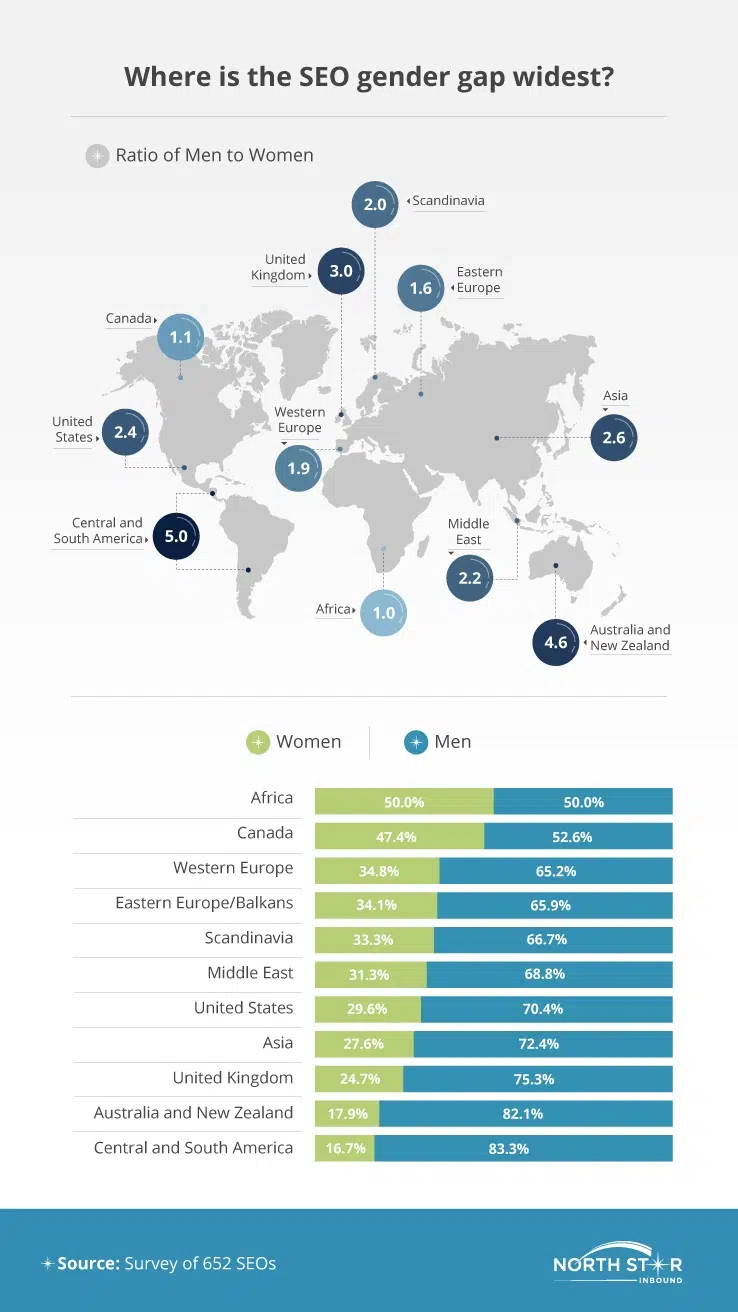 Where is the SEO gender gap widest?
Ratio of Men to Women
2.0
Scandinavia
United
Kingdom
3.0
1.6
Eastern
Europe
Canada
1.1
United
States
2.4
Western
Europe
1.9
Asia
2.6
Central and
South America
5.0
Middle
East
2.2
Africa
1.0
4.6
Australia and
New Zealand
Women
Men
Africa 50.0% 50.0%
Canada 47.4% 52.6%
Western Europe 34.8% 65.2%
Eastern Europe/Balkans 34.1% 65.9%
Scandinavia 33.3% 66.7%
Middle East 31.3% 68.8%
United States 29.6% 70.4%
Asia 27.6% 72.4%
United Kingdom 24.7% 75.3%
Australia and New Zealand 17.9% 82.1%
Central and South America 16.7% 83.3%
Source: Survey of 652 SEOs
NORTH STAR
INBOUND